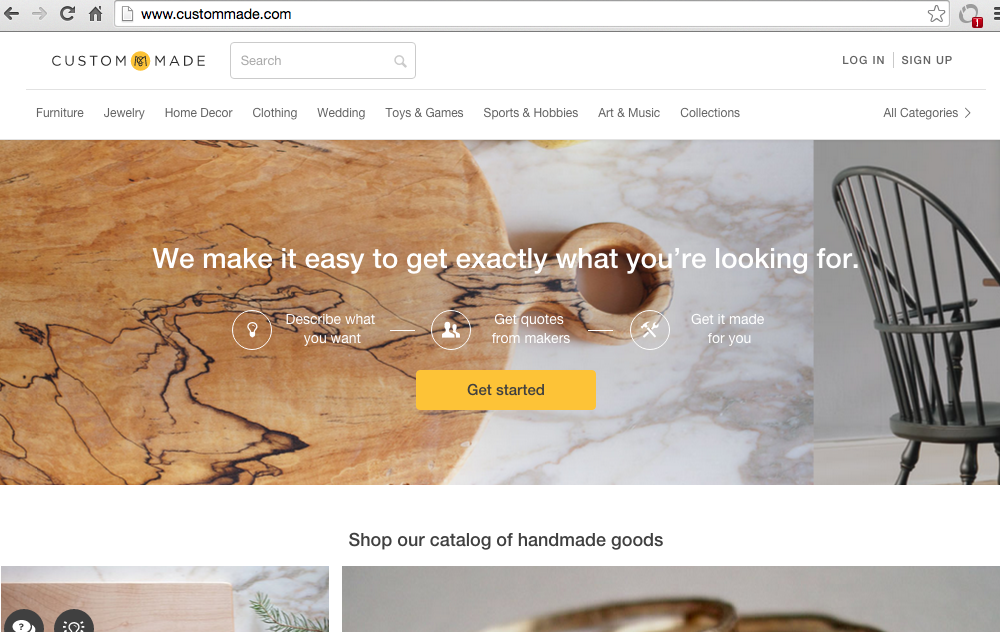 www.custommade.com
1
CUSTOM MADE
Search
LOG IN
SIGN UP
Furniture
Jewelry
Home Decor
Clothing
Wedding
Toys & Games
Sports & Hobbies
Art & Music
Collections
All Categories
We make it easy to get exactly what you're looking for.
Describe what
you want
Get quotes
from makers
Get it made
for you
Get started
Shop our catalog of handmade goods
?